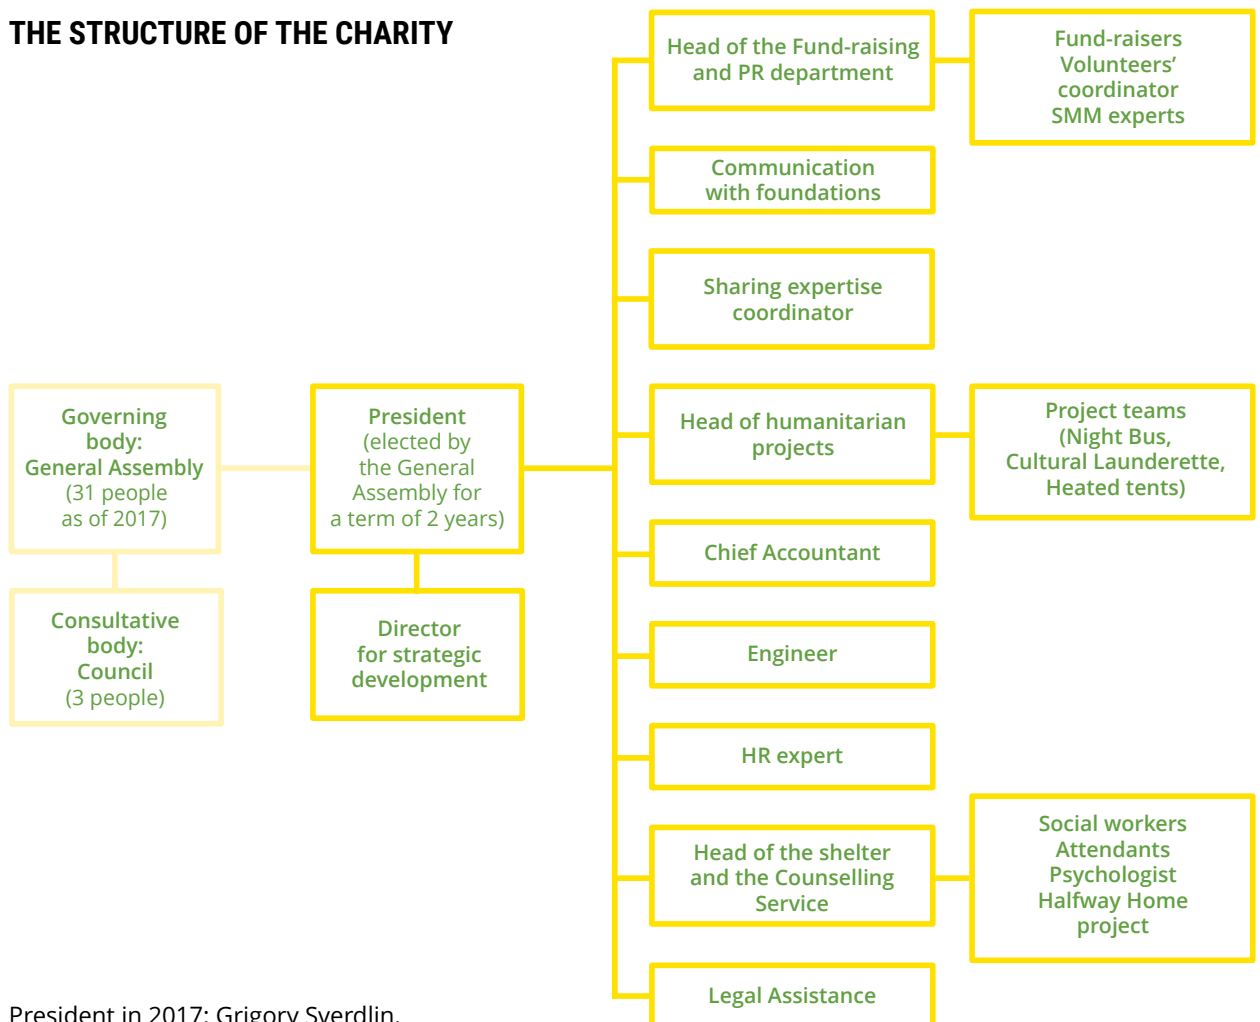 THE STRUCTURE OF THE CHARITY
Head of the Fund-raising
and PR department
Fund-raisers
Volunteers’
coordinator
SMM experts
Communication
with foundations
Sharing expertise
coordinator
Governing
body:
General Assembly
(31 people
as of 2017)
President
(elected by
the General
Assembly for
a term of 2 years)
Head of humanitarian
projects
Project teams
(Night Bus,
Cultural Launderette,
Heated tents)
Chief Accountant
Consultative
body:
Council
(3 people)
Director
for strategic
development
Engineer
HR expert
Head of the shelter
and the Counselling
Service
Social workers
Attendants
Psychologist
Halfway Home
project
Legal Assistance
President in 2017: Grigory Sverdlin.